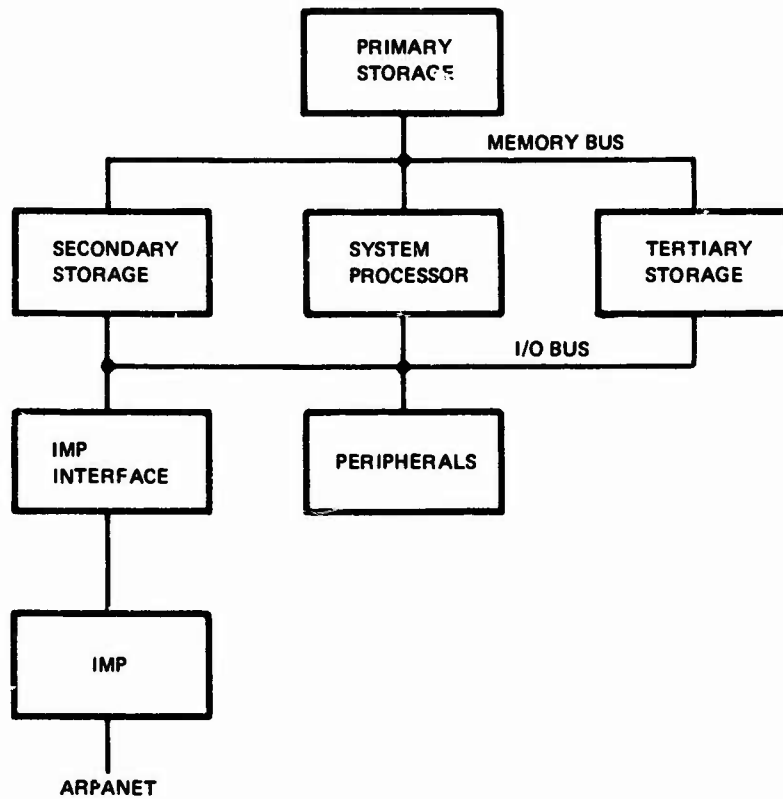 PRIMARY
STORAGE
MEMORY BUS
SECONDARY
STORAGE
SYSTEM
PROCESSOR
TERTIARY
STORAGE
I/O BUS
IMP
INTERFACE
PERIPHERALS
IMP
ARPANET